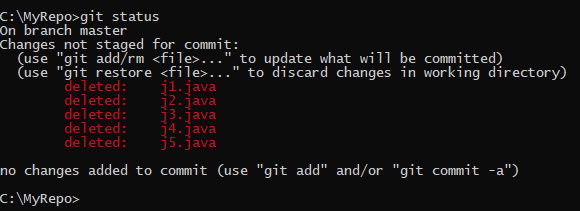 C:\MyRepo>git status
On branch master
Changes not staged for commit:
  (use "git add/rm <file>..." to update what will be committed)
  (use "git restore <file>..." to discard changes in working directory)
        deleted:    j1.java
        deleted:    j2.java
        deleted:    j3.java
        deleted:    j4.java
        deleted:    j5.java
no changes added to commit (use "git add" and/or "git commit -a")
C:\MyRepo>